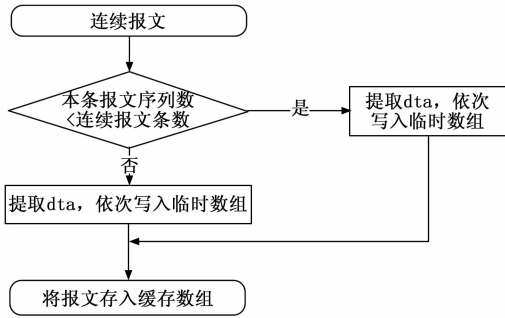 连续报文
本条报文序列数
<连续报文条数
是
提取dta，依次
写入临时数组
否
提取dta，依次写入临时数组
将报文存入缓存数组